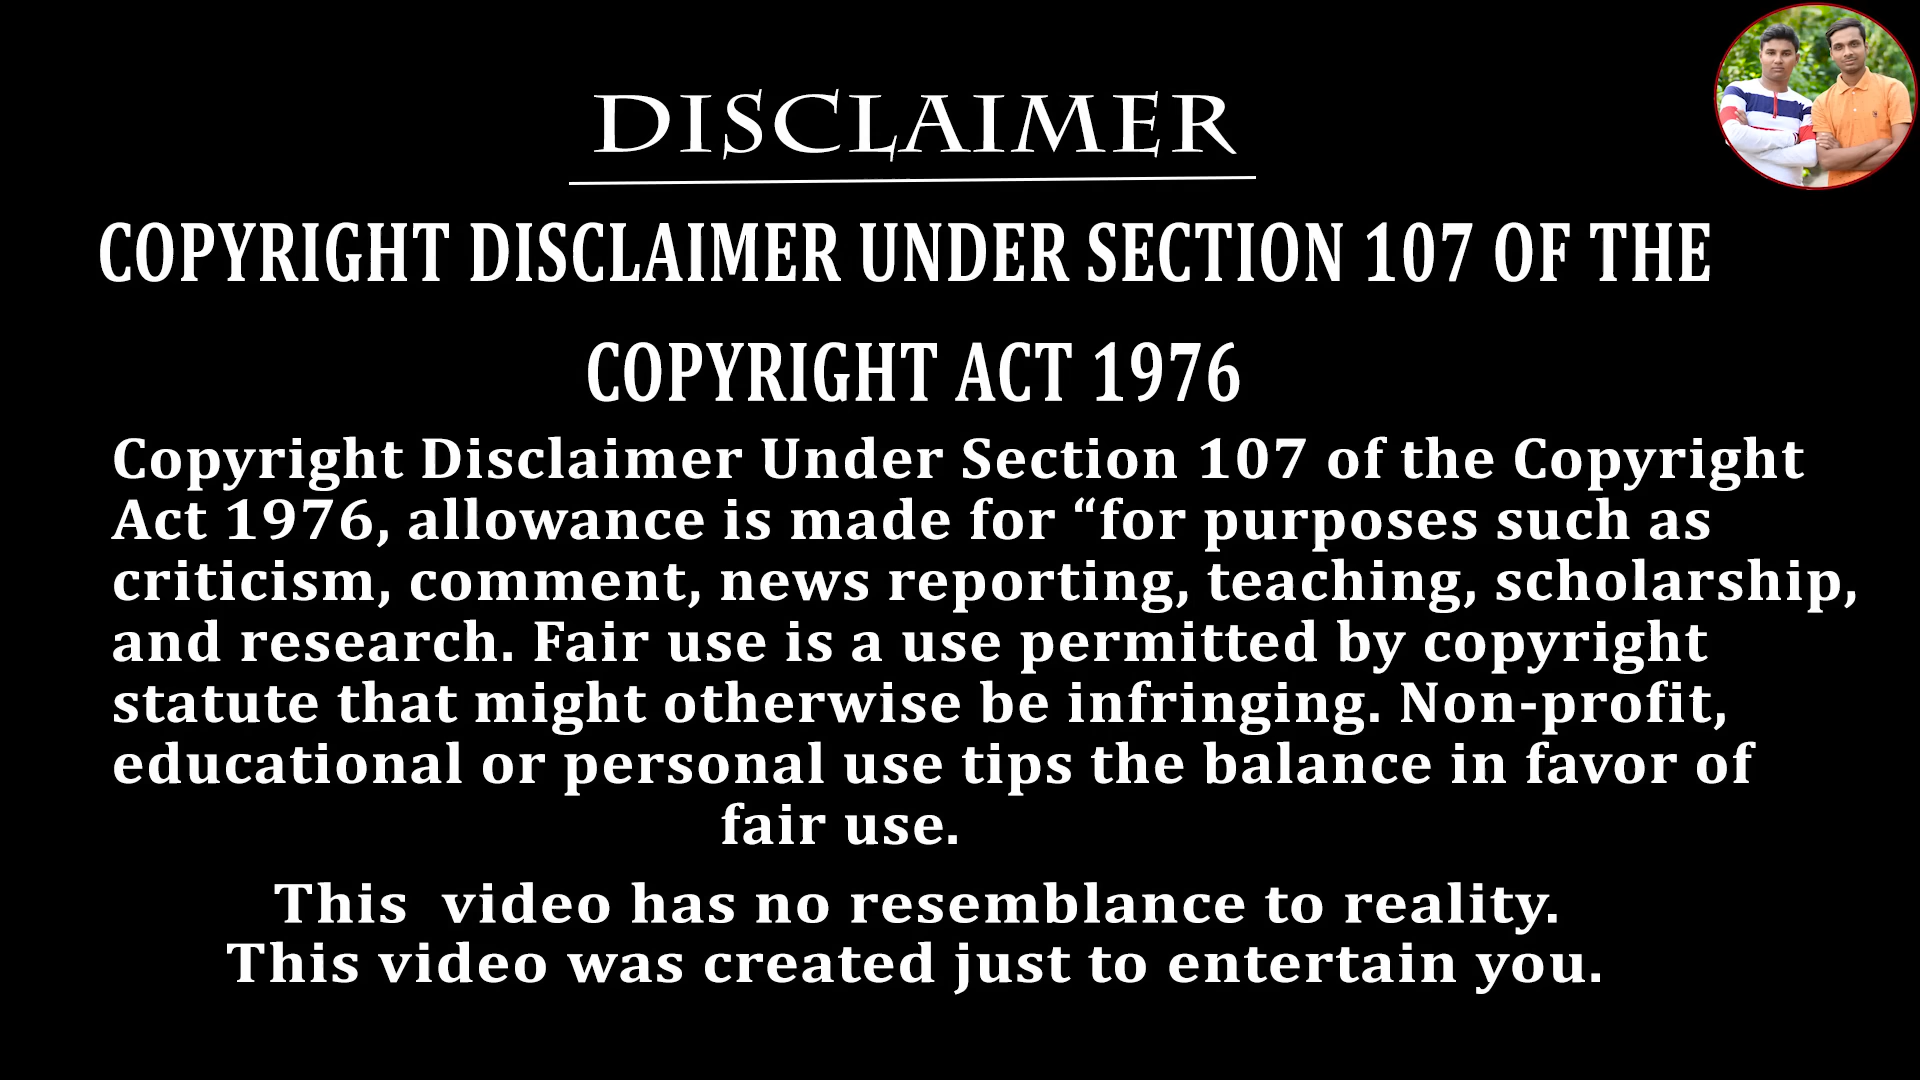 DISCLAIMER
COPYRIGHT DISCLAIMER UNDER SECTION 107 OF THE
COPYRIGHT ACT 1976
Copyright Disclaimer Under Section 107 of the Copyright
Act 1976, allowance is made for “for purposes such as
criticism, comment, news reporting, teaching, scholarship,
and research. Fair use is a use permitted by copyright
statute that might otherwise be infringing. Non-profit,
educational or personal use tips the balance in favor of
fair use.
This  video has no resemblance to reality.
This video was created just to entertain you.